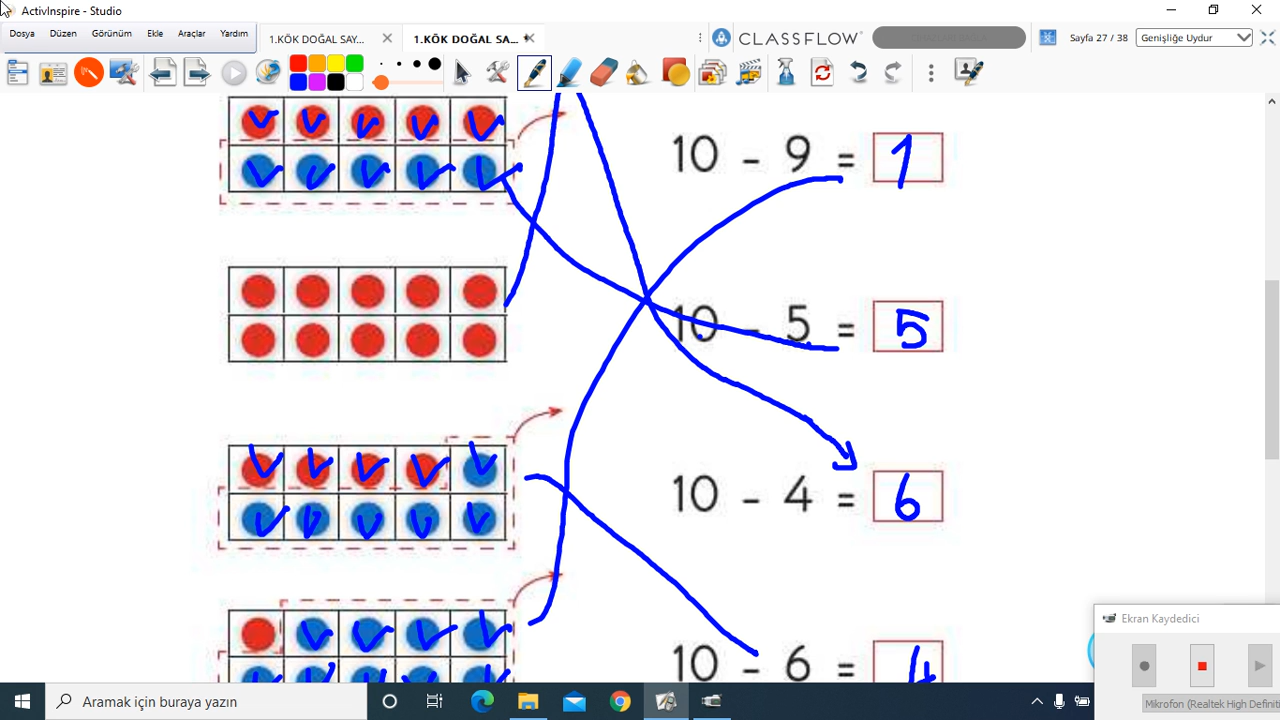 ActivInspire - Studio
Dosya Düzen Görünüm Ekle Araçlar Yardım
1.KÖK DOĞAL SAY...
1.KÖK DOĞAL SA...
CLASSFLOW
Sayfa 27 / 38
Genişliğe Uydur
10 - 9 = 1
10 - 5 = 5
10 - 4 = 6
10 - 6 = 4
Ekran Kaydedici
Mikrofon (Realtek High Definiti
Aramak için buraya yazın